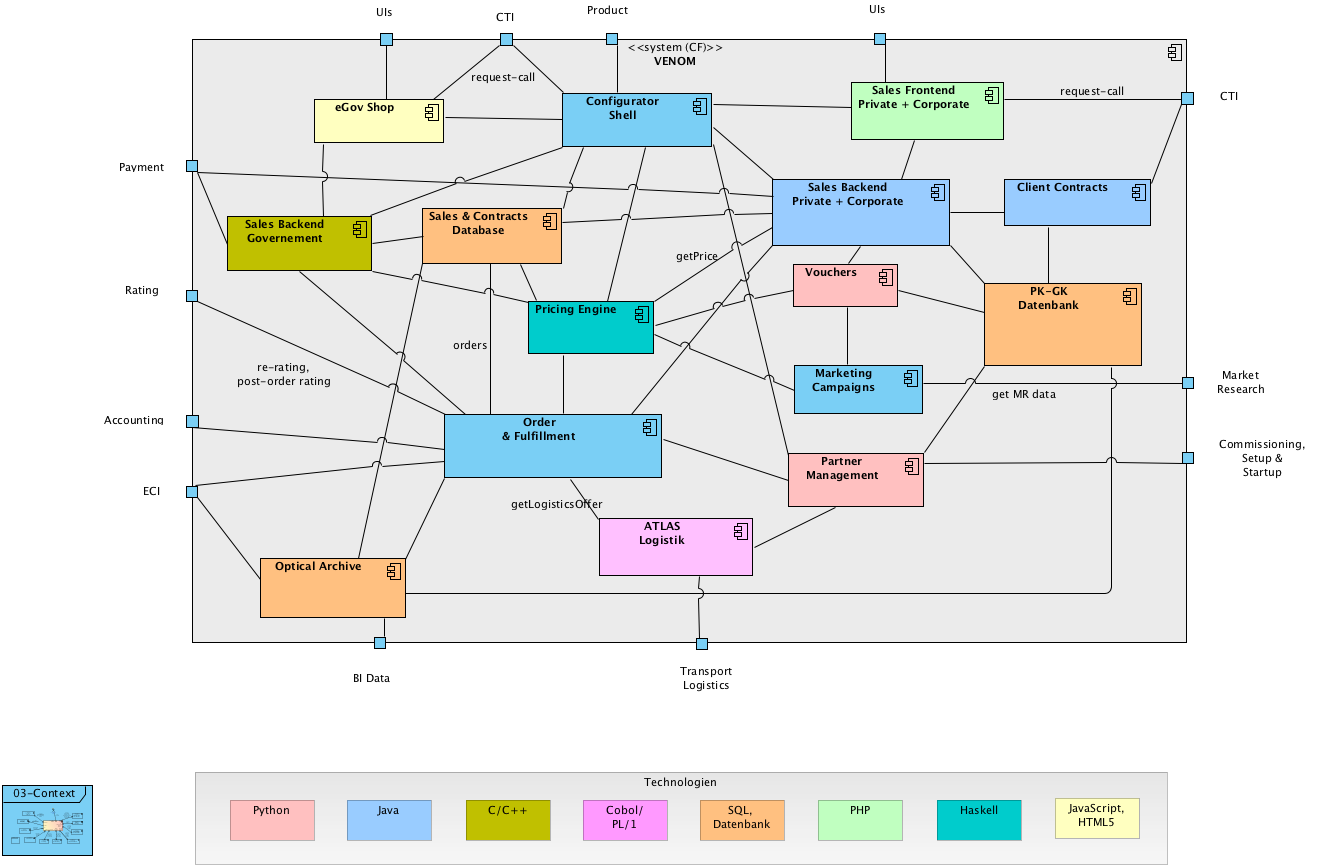 UIs
CTI
Product
UIs
<<system (CF)>>
VENOM
request-call
eGov Shop
Configurator
Shell
Sales Frontend
Private + Corporate
request-call
CTI
Payment
Sales Backend
Governement
Sales & Contracts
Database
Sales Backend
Private + Corporate
Client Contracts
getPrice
Vouchers
Rating
Pricing Engine
PK-GK
Datenbank
orders
re-rating,
post-order rating
Marketing
Campaigns
get MR data
Market
Research
Accounting
Order
& Fulfillment
Partner
Management
Commissioning,
Setup &
Startup
ECI
getLogisticsOffer
ATLAS
Logistik
Optical Archive
BI Data
Transport
Logistics
03-Context
Technologien
Python
Java
C/C++
Cobol/
PL/1
SQL,
Datenbank
PHP
Haskell
JavaScript,
HTML5